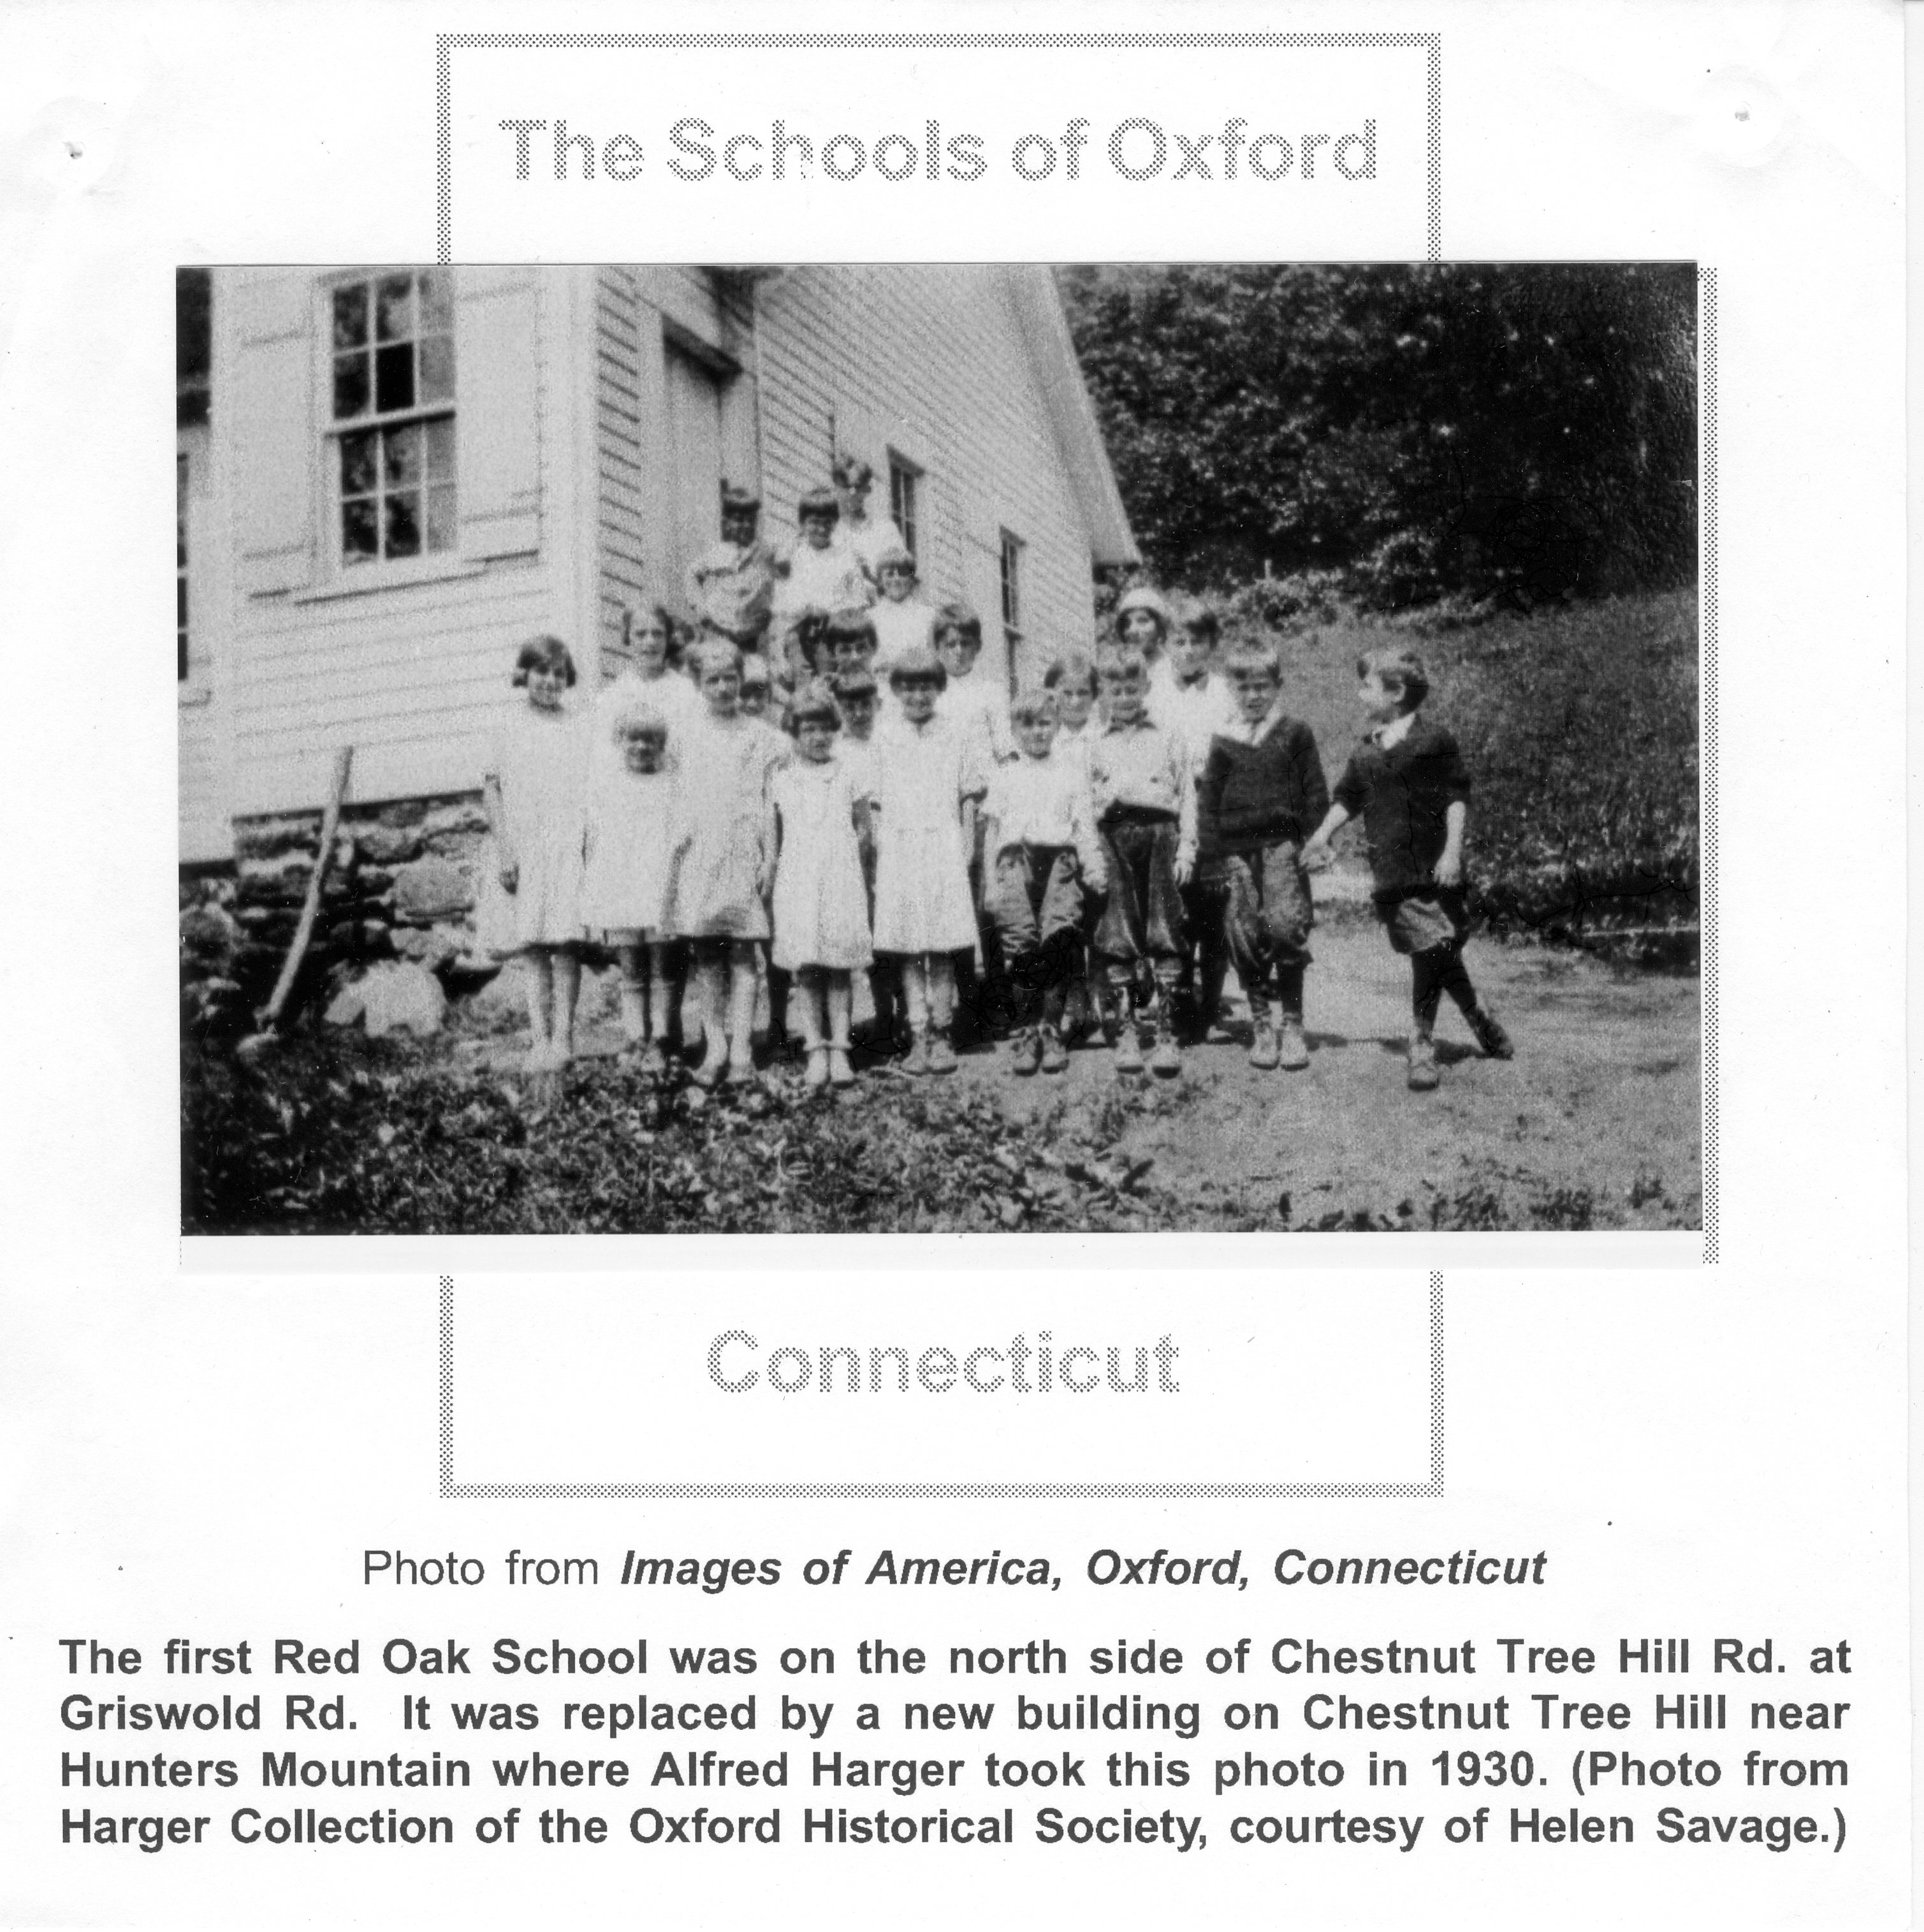 The Schools of Oxford
Connecticut
Photo from Images of America, Oxford, Connecticut
The first Red Oak School was on the north side of Chestnut Tree Hill Rd. at
Griswold Rd. It was replaced by a new building on Chestnut Tree Hill near
Hunters Mountain where Alfred Harger took this photo in 1930. (Photo from
Harger Collection of the Oxford Historical Society, courtesy of Helen Savage.)